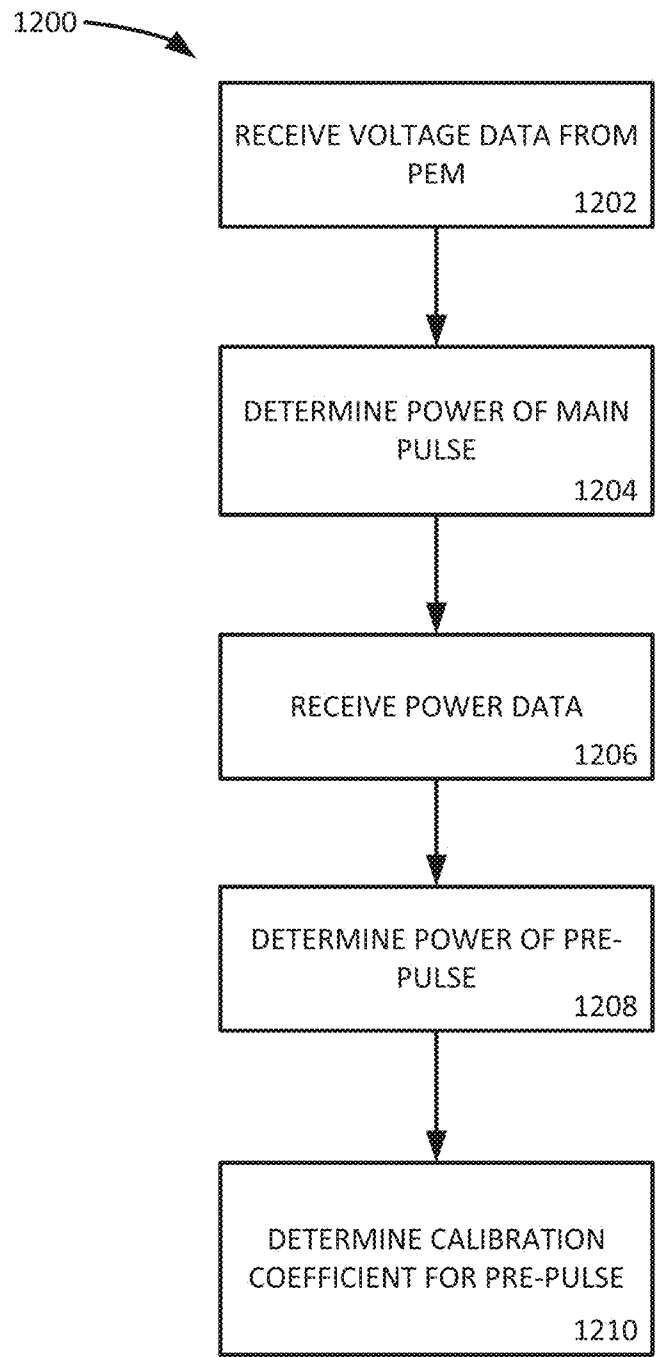 1200
RECEIVE VOLTAGE DATA FROM
PEM
1202
DETERMINE POWER OF MAIN
PULSE
1204
RECEIVE POWER DATA
1206
DETERMINE POWER OF PRE-
PULSE
1208
DETERMINE CALIBRATION
COEFFICIENT FOR PRE-PULSE
1210